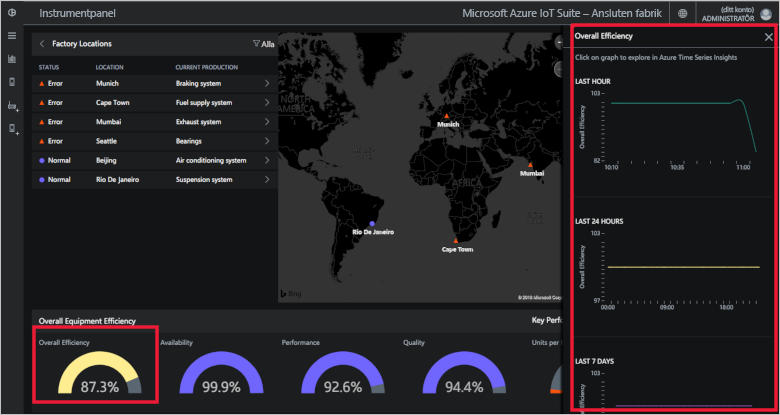 Instrumentpanel
Microsoft Azure IoT Suite – Ansluten fabrik
(ditt konto)
ADMINISTRATÖR
Factory Locations
Alla
STATUS LOCATION CURRENT PRODUCTION
Error Munich Braking system
Error Cape Town Fuel supply system
Error Mumbai Exhaust system
Error Seattle Bearings
Normal Beijing Air conditioning system
Normal Rio De Janeiro Suspension system
NORTH
AMERICA
AFRICA
Munich
Mumbai
Rio De Janeiro
Cape Town
Bing
© 2018 Microsoft Corp
Overall Equipment Efficiency
Key Perfo
Overall Efficiency
87.3%
Availability
99.9%
Performance
92.6%
Quality
94.4%
Units per
Overall Efficiency
Click on graph to explore in Azure Time Series Insights
LAST HOUR
103
Overall Efficiency
82
10:10 10:35 11:00
LAST 24 HOURS
103
Overall Efficiency
97
00:00 09:00 18:00
LAST 7 DAYS
103